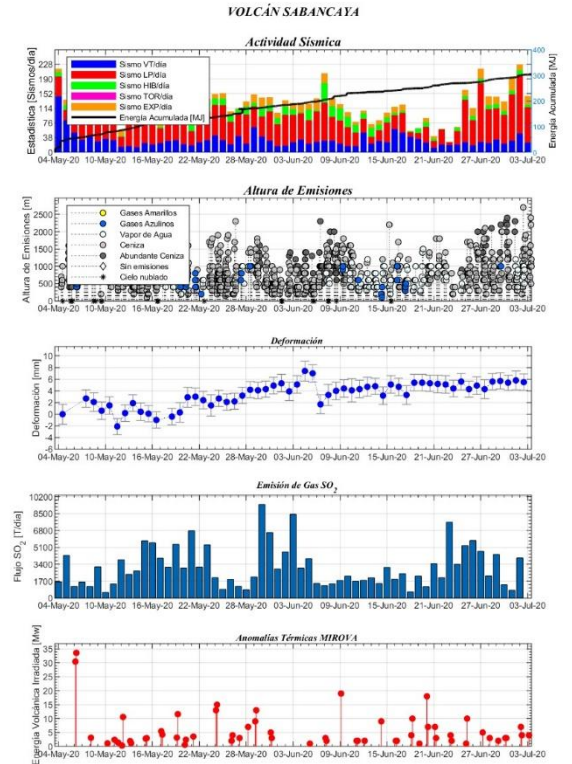 VOLCÁN SABANCAYA
Actividad Sísmica
Estadística [Sismos/día]
228
190
152
114
76
38
0
Sismo VT/día
Sismo LP/día
Sismo HIB/día
Sismo TOR/día
Sismo EXP/día
Energía Acumulada [MJ]
400
300
200
100
0
Energía Acumulada [MJ]
04-May-20 10-May-20 16-May-20 22-May-20 28-May-20 03-Jun-20 09-Jun-20 15-Jun-20 21-Jun-20 27-Jun-20 03-Jul-20
Altura de Emisiones
Altura de Emisiones [m]
2500
2000
1500
1000
500
0
Gases Amarillos
Gases Azulinos
Vapor de Agua
Ceniza
Abundante Ceniza
Sin emisiones
Cielo nublado
04-May-20 10-May-20 16-May-20 22-May-20 28-May-20 03-Jun-20 09-Jun-20 15-Jun-20 21-Jun-20 27-Jun-20 03-Jul-20
Deformación
Deformación [mm]
10
8
6
4
2
0
-2
-4
-6
04-May-20 10-May-20 16-May-20 22-May-20 28-May-20 03-Jun-20 09-Jun-20 15-Jun-20 21-Jun-20 27-Jun-20 03-Jul-20
Emisión de Gas SO2
Flujo SO2 [T/día]
10200
8500
6800
5100
3400
1700
0
04-May-20 10-May-20 16-May-20 22-May-20 28-May-20 03-Jun-20 09-Jun-20 15-Jun-20 21-Jun-20 27-Jun-20 03-Jul-20
Anomalías Térmicas MIROVA
Energía Volcánica Irradiada [Mw]
35
30
25
20
15
10
5
0
04-May-20 10-May-20 16-May-20 22-May-20 28-May-20 03-Jun-20 09-Jun-20 15-Jun-20 21-Jun-20 27-Jun-20 03-Jul-20